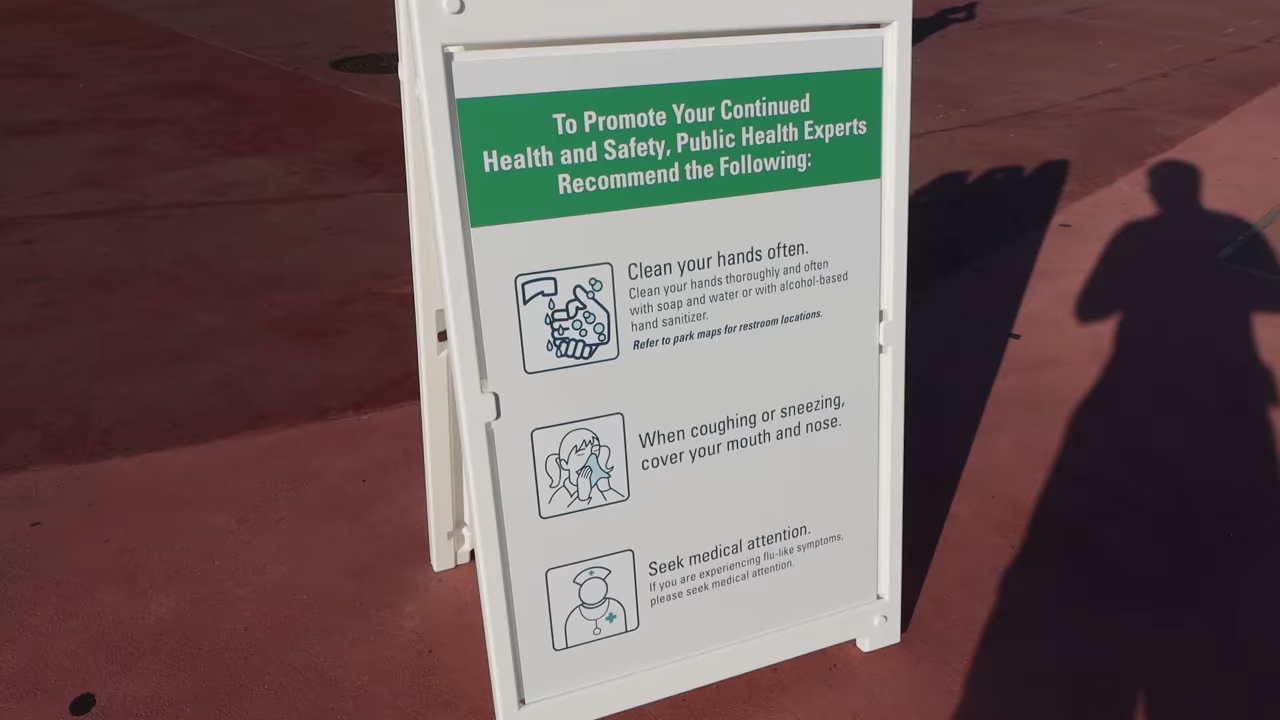 To Promote Your Continued
Health and Safety, Public Health Experts
Recommend the Following:
Clean your hands often.
Clean your hands thoroughly and often
with soap and water or with alcohol-based
hand sanitizer.
Refer to park maps for restroom locations.
When coughing or sneezing,
cover your mouth and nose.
Seek medical attention.
If you are experiencing flu-like symptoms,
please seek medical attention.